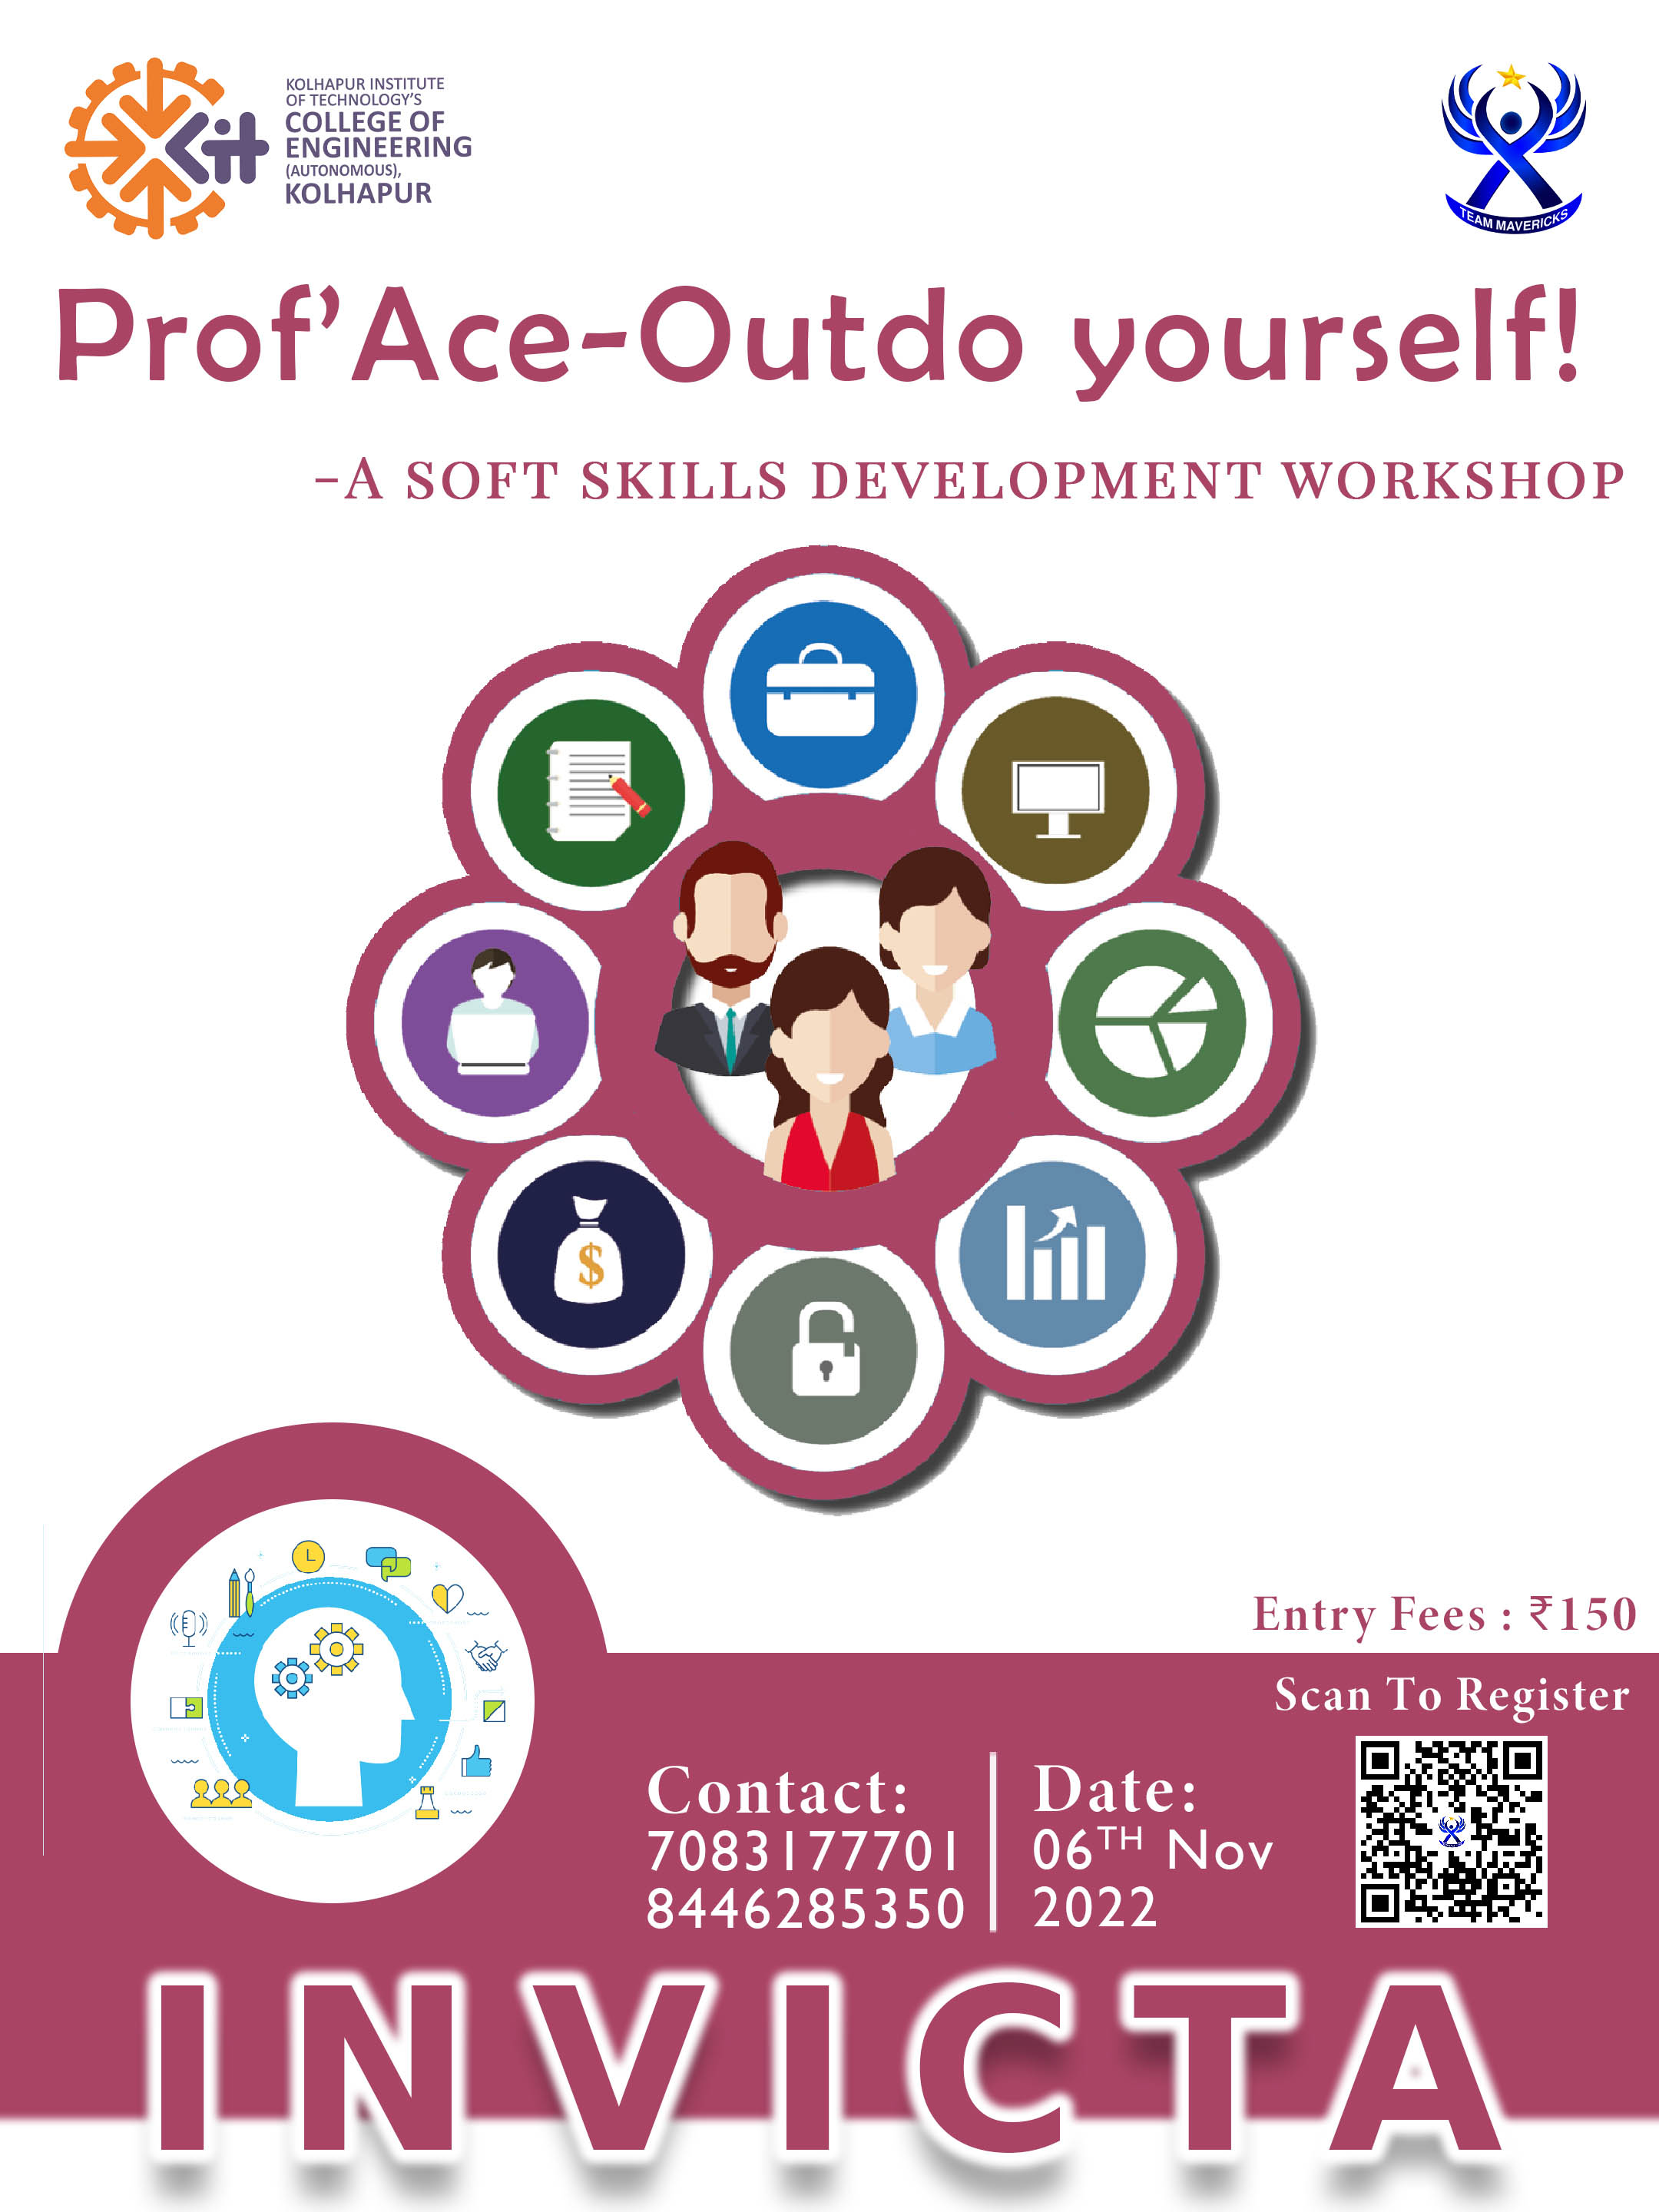 kit
KOLHAPUR INSTITUTE
OF TECHNOLOGY'S
COLLEGE OF
ENGINEERING
(AUTONOMOUS),
KOLHAPUR
TEAM MAVERICKS
Prof'Ace-Outdo yourself!
-A SOFT SKILLS DEVELOPMENT WORKSHOP
$
Entry Fees : ₹150
Scan To Register
Contact:
7083177701
8446285350
Date:
06TH Nov
2022
INVICTA